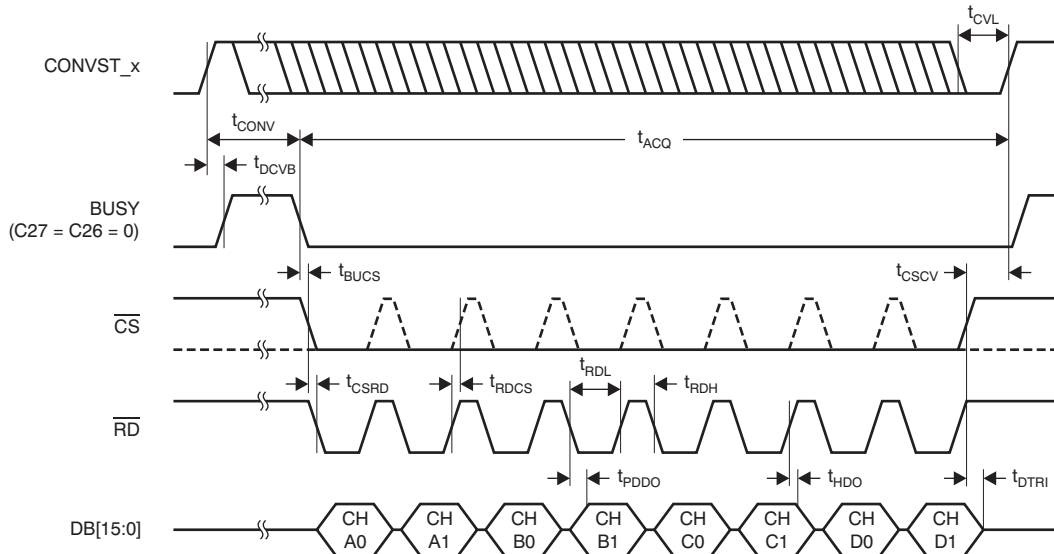 t_CVL
CONVST_x
t_CONV
t_ACQ
t_DCVB
BUSY
(C27 = C26 = 0)
t_BUCS
t_CSCV
CS
t_CSRD
t_RDCS
t_RDL
t_RDH
RD
t_PDDO
t_HDO
t_DTRI
DB[15:0]
CH A0
CH A1
CH B0
CH B1
CH C0
CH C1
CH D0
CH D1